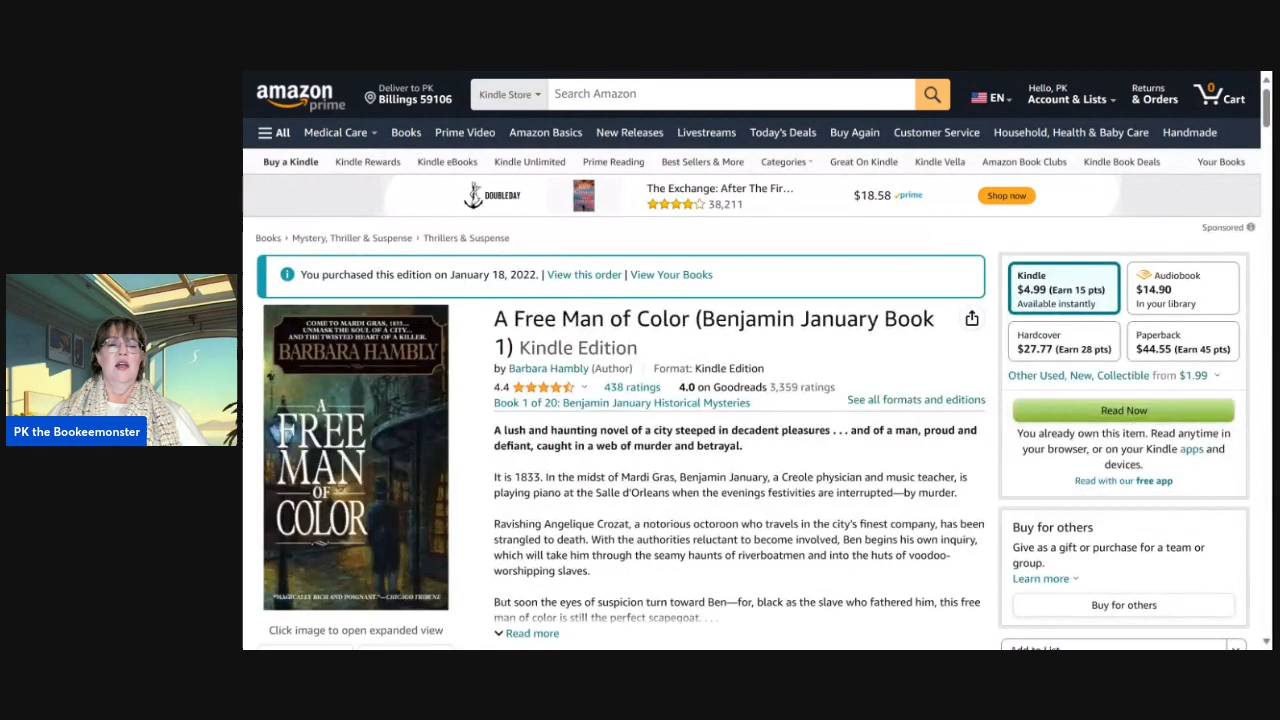 amazon
prime
Deliver to PK
Billings 59106
Kindle Store
Search Amazon
EN
Hello, PK
Account & Lists
Returns
& Orders
0
Cart
All
Medical Care
Books
Prime Video
Amazon Basics
New Releases
Livestreams
Today's Deals
Buy Again
Customer Service
Household, Health & Baby Care
Handmade
Buy a Kindle
Kindle Rewards
Kindle eBooks
Kindle Unlimited
Prime Reading
Best Sellers & More
Categories
Great On Kindle
Kindle Vella
Amazon Book Clubs
Kindle Book Deals
Your Books
DOUBLEDAY
The Exchange: After The Fir...
38,211
$18.58 prime
Shop now
Sponsored
Books › Mystery, Thriller & Suspense › Thrillers & Suspense
You purchased this edition on January 18, 2022. | View this order | View Your Books
COME TO MARDI GRAS, 1833...
UNMASK THE SOUL OF A CITY...
AND THE TWISTED HEART OF A KILLER.
BARBARA HAMBLY
A
FREE
MAN
OF
COLOR
"MAGICALLY RICH AND POIGNANT."—CHICAGO TRIBUNE
Click image to open expanded view
A Free Man of Color (Benjamin January Book
1) Kindle Edition
by Barbara Hambly (Author) Format: Kindle Edition
4.4 438 ratings 4.0 on Goodreads 3,359 ratings
Book 1 of 20: Benjamin January Historical Mysteries
See all formats and editions
A lush and haunting novel of a city steeped in decadent pleasures . . . and of a man, proud and
defiant, caught in a web of murder and betrayal.
It is 1833. In the midst of Mardi Gras, Benjamin January, a Creole physician and music teacher, is
playing piano at the Salle d'Orleans when the evenings festivities are interrupted—by murder.
Ravishing Angelique Crozat, a notorious octoroon who travels in the city's finest company, has been
strangled to death. With the authorities reluctant to become involved, Ben begins his own inquiry,
which will take him through the seamy haunts of riverboatmen and into the huts of voodoo-
worshipping slaves.
But soon the eyes of suspicion turn toward Ben—for, black as the slave who fathered him, this free
man of color is still the perfect scapegoat. . . .
Read more
Kindle
$4.99 (Earn 15 pts)
Available instantly
Audiobook
$14.90
In your library
Hardcover
$27.77 (Earn 28 pts)
Paperback
$44.55 (Earn 45 pts)
Other Used, New, Collectible from $1.99
Read Now
You already own this item. Read anytime in
your browser, or on your Kindle apps and
devices.
Read with our free app
Buy for others
Give as a gift or purchase for a team or
group.
Learn more
Buy for others
Add to List
PK the Bookeemonster